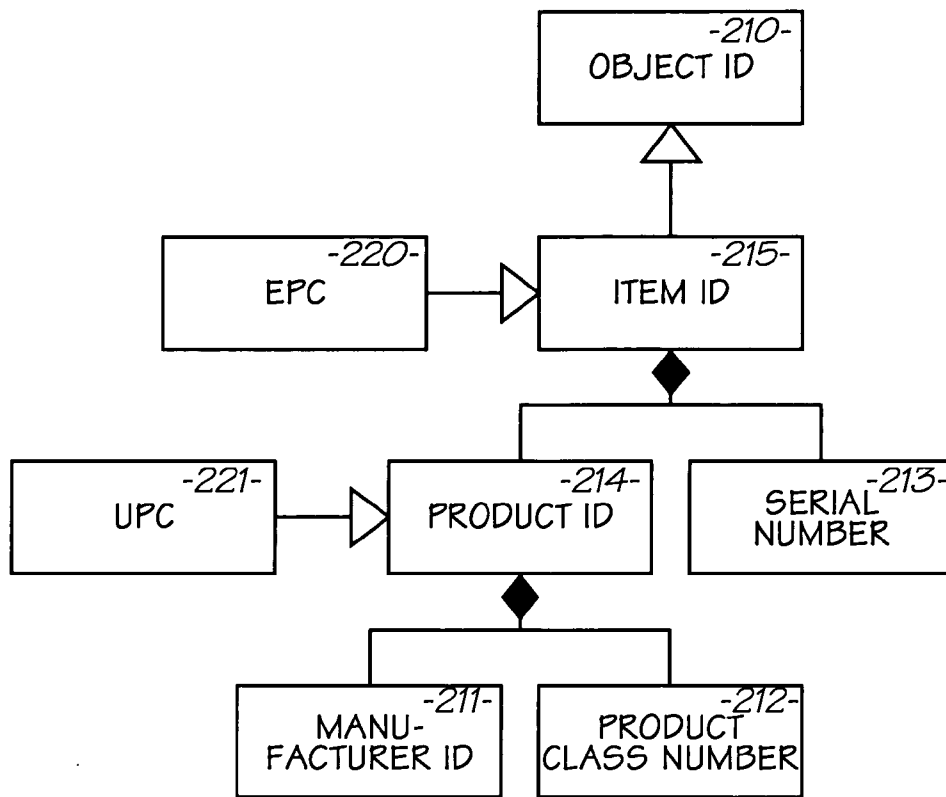 -210-
OBJECT ID
-220-
EPC
-215-
ITEM ID
-221-
UPC
-214-
PRODUCT ID
-213-
SERIAL
NUMBER
-211-
MANU-
FACTURER ID
-212-
PRODUCT
CLASS NUMBER